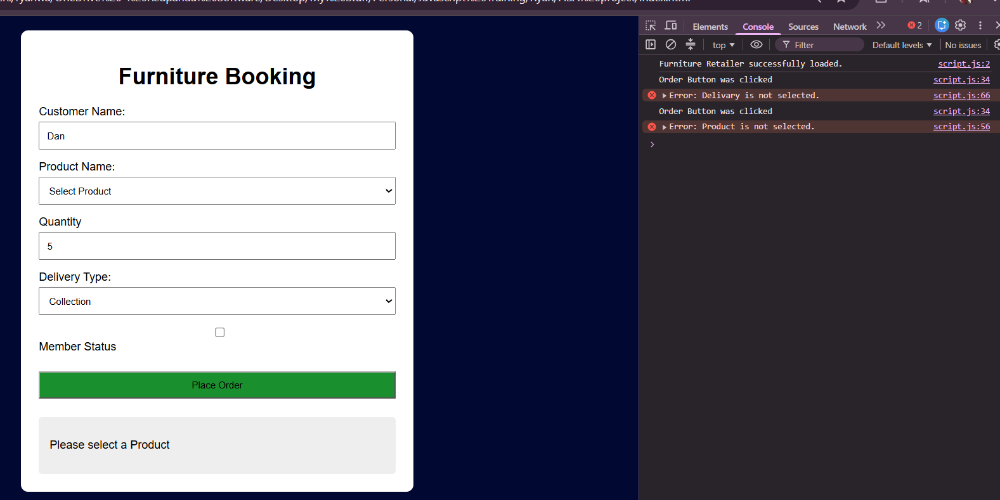 Furniture Booking
Customer Name:
Dan
Product Name:
Select Product
Quantity
5
Delivery Type:
Collection
Member Status
Place Order
Please select a Product
Elements Console Sources Network 2
top Filter Default levels No issues
Furniture Retailer successfully loaded. script.js:2
Order Button was clicked script.js:34
Error: Delivary is not selected. script.js:66
Order Button was clicked script.js:34
Error: Product is not selected. script.js:56